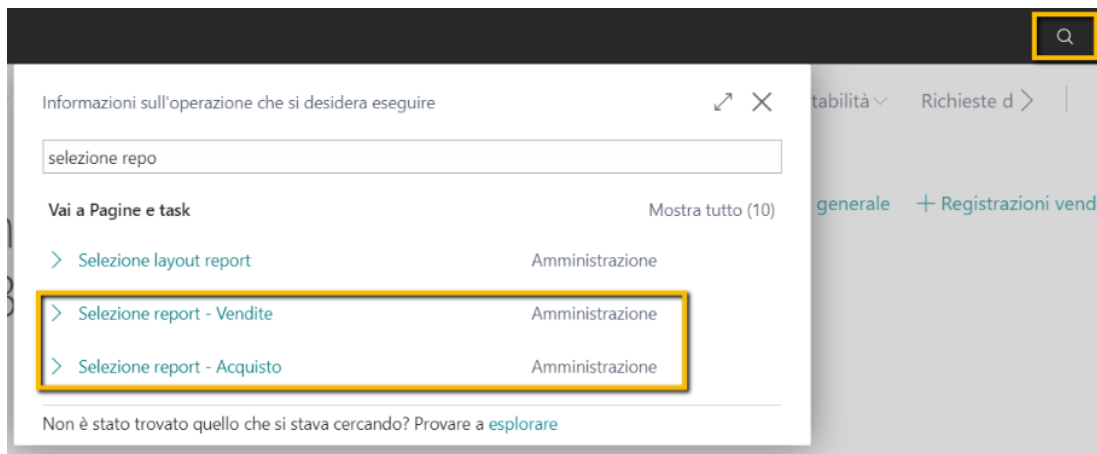 Informazioni sull'operazione che si desidera eseguire
Richieste d
selezione repo
Vai a Pagine e task Mostra tutto (10)
generale + Registrazioni
Selezione layout report Amministrazione
Selezione report - Vendite Amministrazione
Selezione report - Acquisto Amministrazione
Non è stato trovato quello che si stava cercando? Provare a esplorare